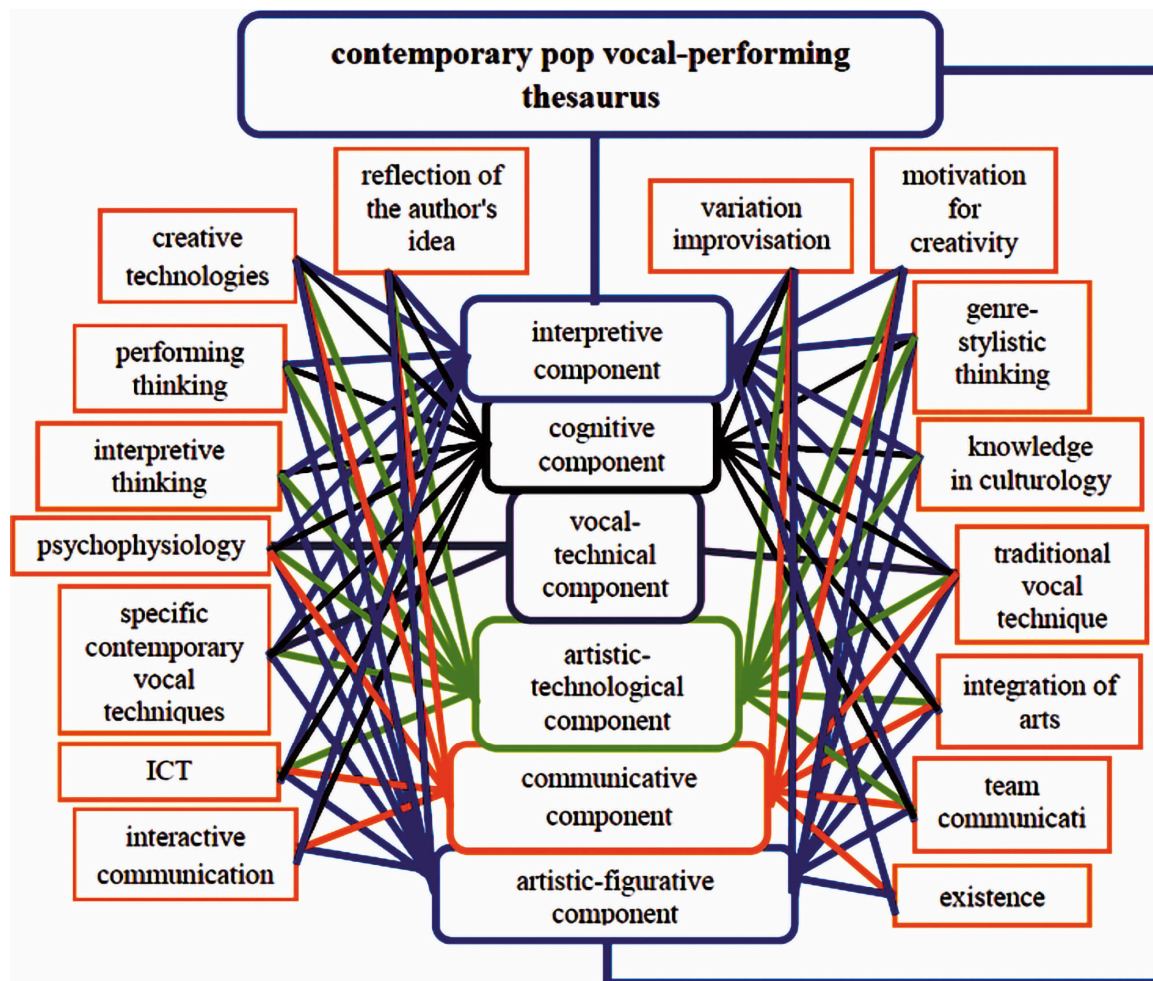 contemporary pop vocal-performing
thesaurus
reflection of
the author's
idea
creative
technologies
performing
thinking
interpretive
thinking
psychophysiology
specific
contemporary
vocal
techniques
ICT
interactive
communication
interpretive
component
cognitive
component
vocal-
technical
component
artistic-
technological
component
communicative
component
artistic-figurative
component
variation
improvisation
motivation
for
creativity
genre-
stylistic
thinking
knowledge
in culturology
traditional
vocal
technique
integration of
arts
team
communicati
existence